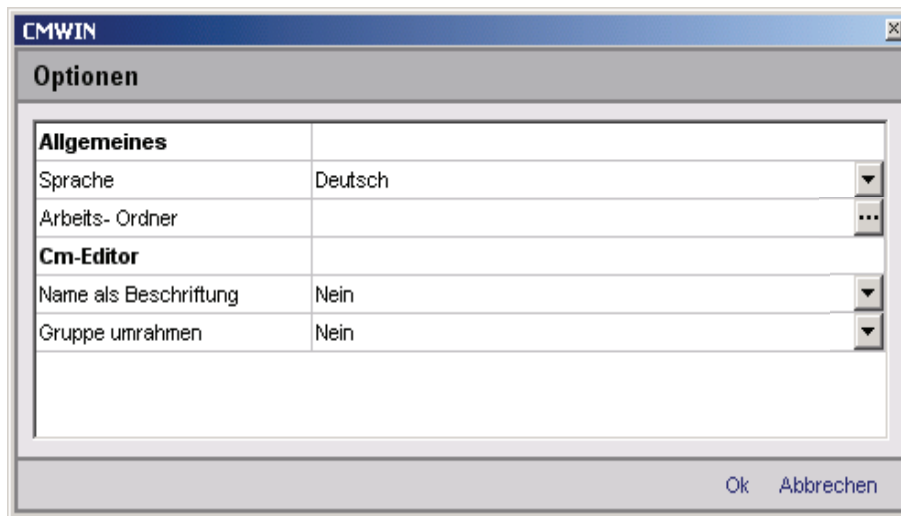 CMWIN
Optionen
Allgemeines
Sprache Deutsch
Arbeits- Ordner ...
Cm-Editor
Name als Beschriftung Nein
Gruppe umrahmen Nein
Ok Abbrechen